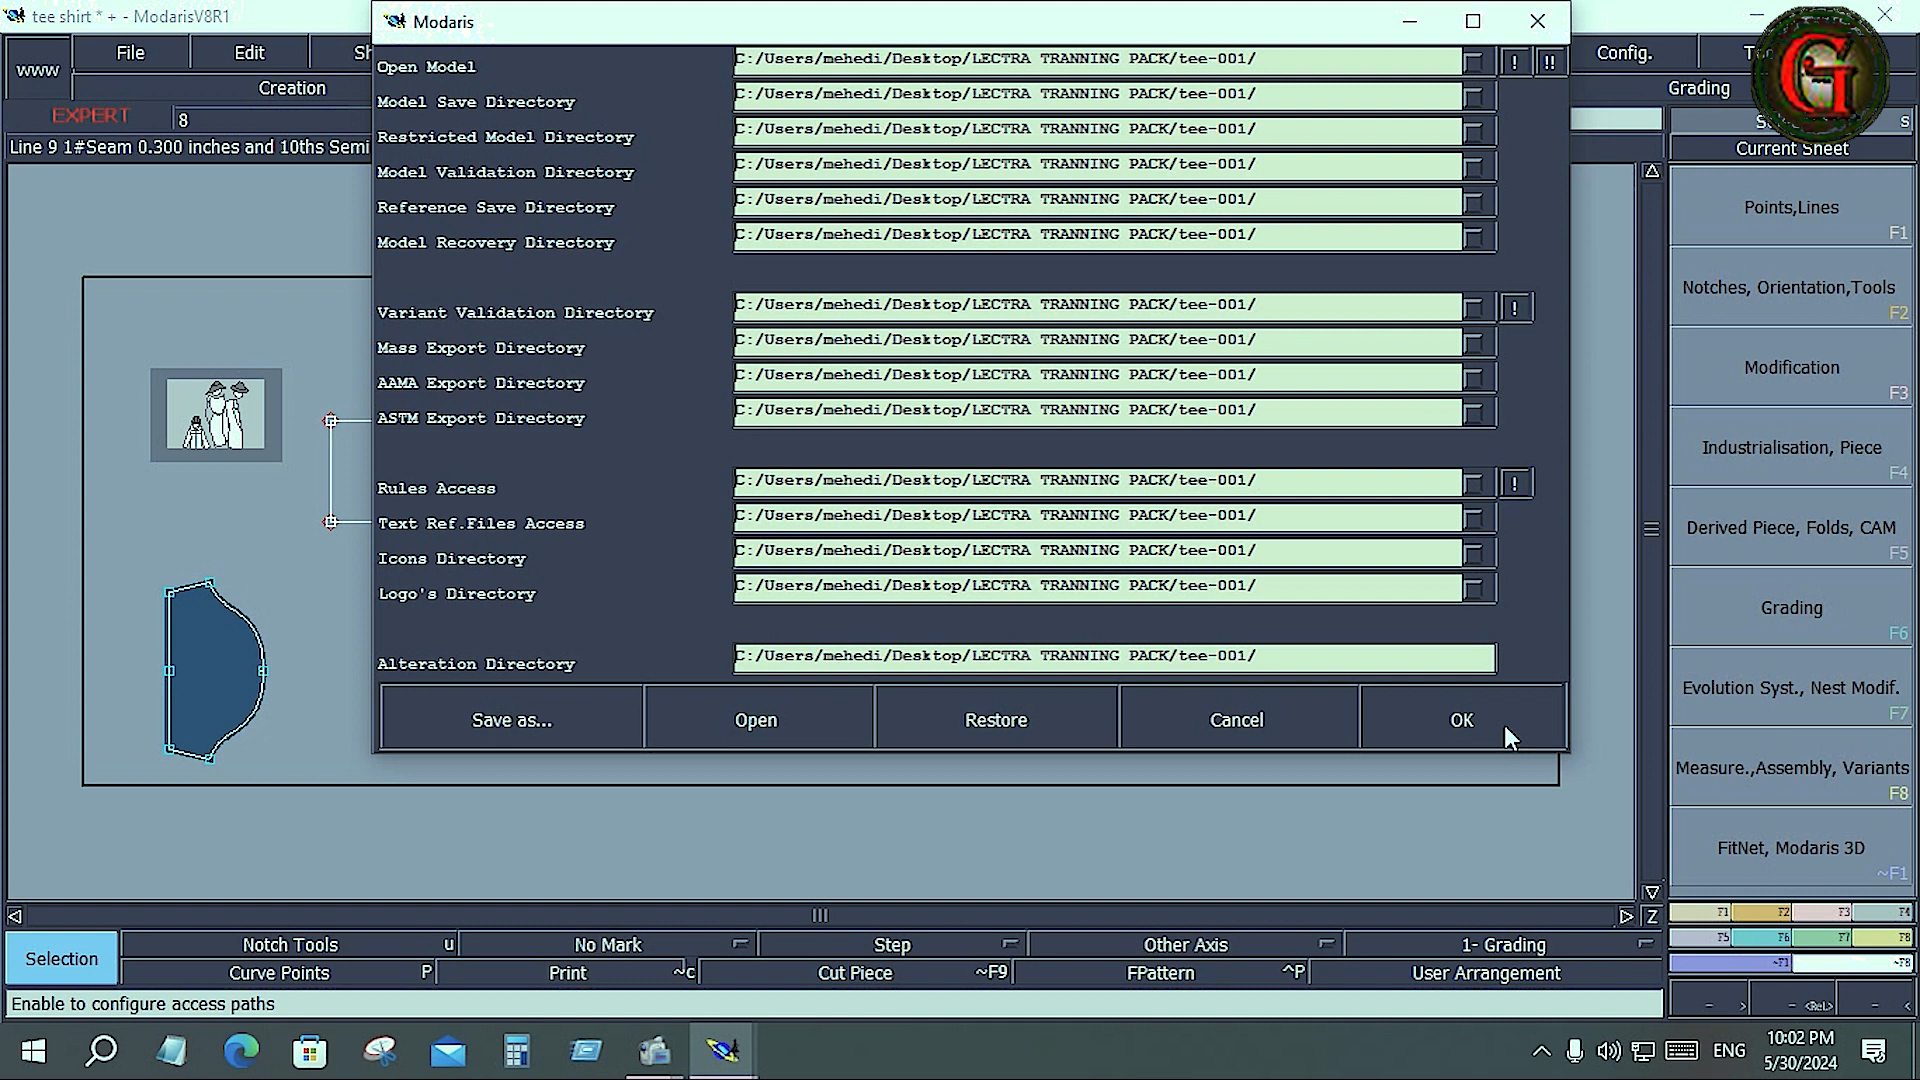 tee shirt * + - ModarisV8R1
Modaris
www
File
Edit
Sh
Config.
Creation
Grading
EXPERT
8
Line 9 1#Seam 0.300 inches and 10ths Semi
G
S
Current Sheet
Open Model C:/Users/mehedi/Desktop/LECTRA TRANNING PACK/tee-001/ ! !!
Model Save Directory C:/Users/mehedi/Desktop/LECTRA TRANNING PACK/tee-001/
Restricted Model Directory C:/Users/mehedi/Desktop/LECTRA TRANNING PACK/tee-001/
Model Validation Directory C:/Users/mehedi/Desktop/LECTRA TRANNING PACK/tee-001/
Reference Save Directory C:/Users/mehedi/Desktop/LECTRA TRANNING PACK/tee-001/
Model Recovery Directory C:/Users/mehedi/Desktop/LECTRA TRANNING PACK/tee-001/
Variant Validation Directory C:/Users/mehedi/Desktop/LECTRA TRANNING PACK/tee-001/ !
Mass Export Directory C:/Users/mehedi/Desktop/LECTRA TRANNING PACK/tee-001/
AAMA Export Directory C:/Users/mehedi/Desktop/LECTRA TRANNING PACK/tee-001/
ASTM Export Directory C:/Users/mehedi/Desktop/LECTRA TRANNING PACK/tee-001/
Rules Access C:/Users/mehedi/Desktop/LECTRA TRANNING PACK/tee-001/ !
Text Ref.Files Access C:/Users/mehedi/Desktop/LECTRA TRANNING PACK/tee-001/
Icons Directory C:/Users/mehedi/Desktop/LECTRA TRANNING PACK/tee-001/
Logo's Directory C:/Users/mehedi/Desktop/LECTRA TRANNING PACK/tee-001/
Alteration Directory C:/Users/mehedi/Desktop/LECTRA TRANNING PACK/tee-001/
Save as... Open Restore Cancel OK
Points,Lines
F1
Notches, Orientation,Tools
F2
Modification
F3
Industrialisation, Piece
F4
Derived Piece, Folds, CAM
F5
Grading
F6
Evolution Syst., Nest Modif.
F7
Measure.,Assembly, Variants
F8
FitNet, Modaris 3D
~F1
Z
F1 F2 F3 F4
F5 F6 F7 F8
~F1 ~F8
- > - <Rel.> - <
Selection
Notch Tools u No Mark Step Other Axis 1- Grading
Curve Points P Print ~c Cut Piece ~F9 FPattern ^P User Arrangement
Enable to configure access paths
ENG
10:02 PM
5/30/2024